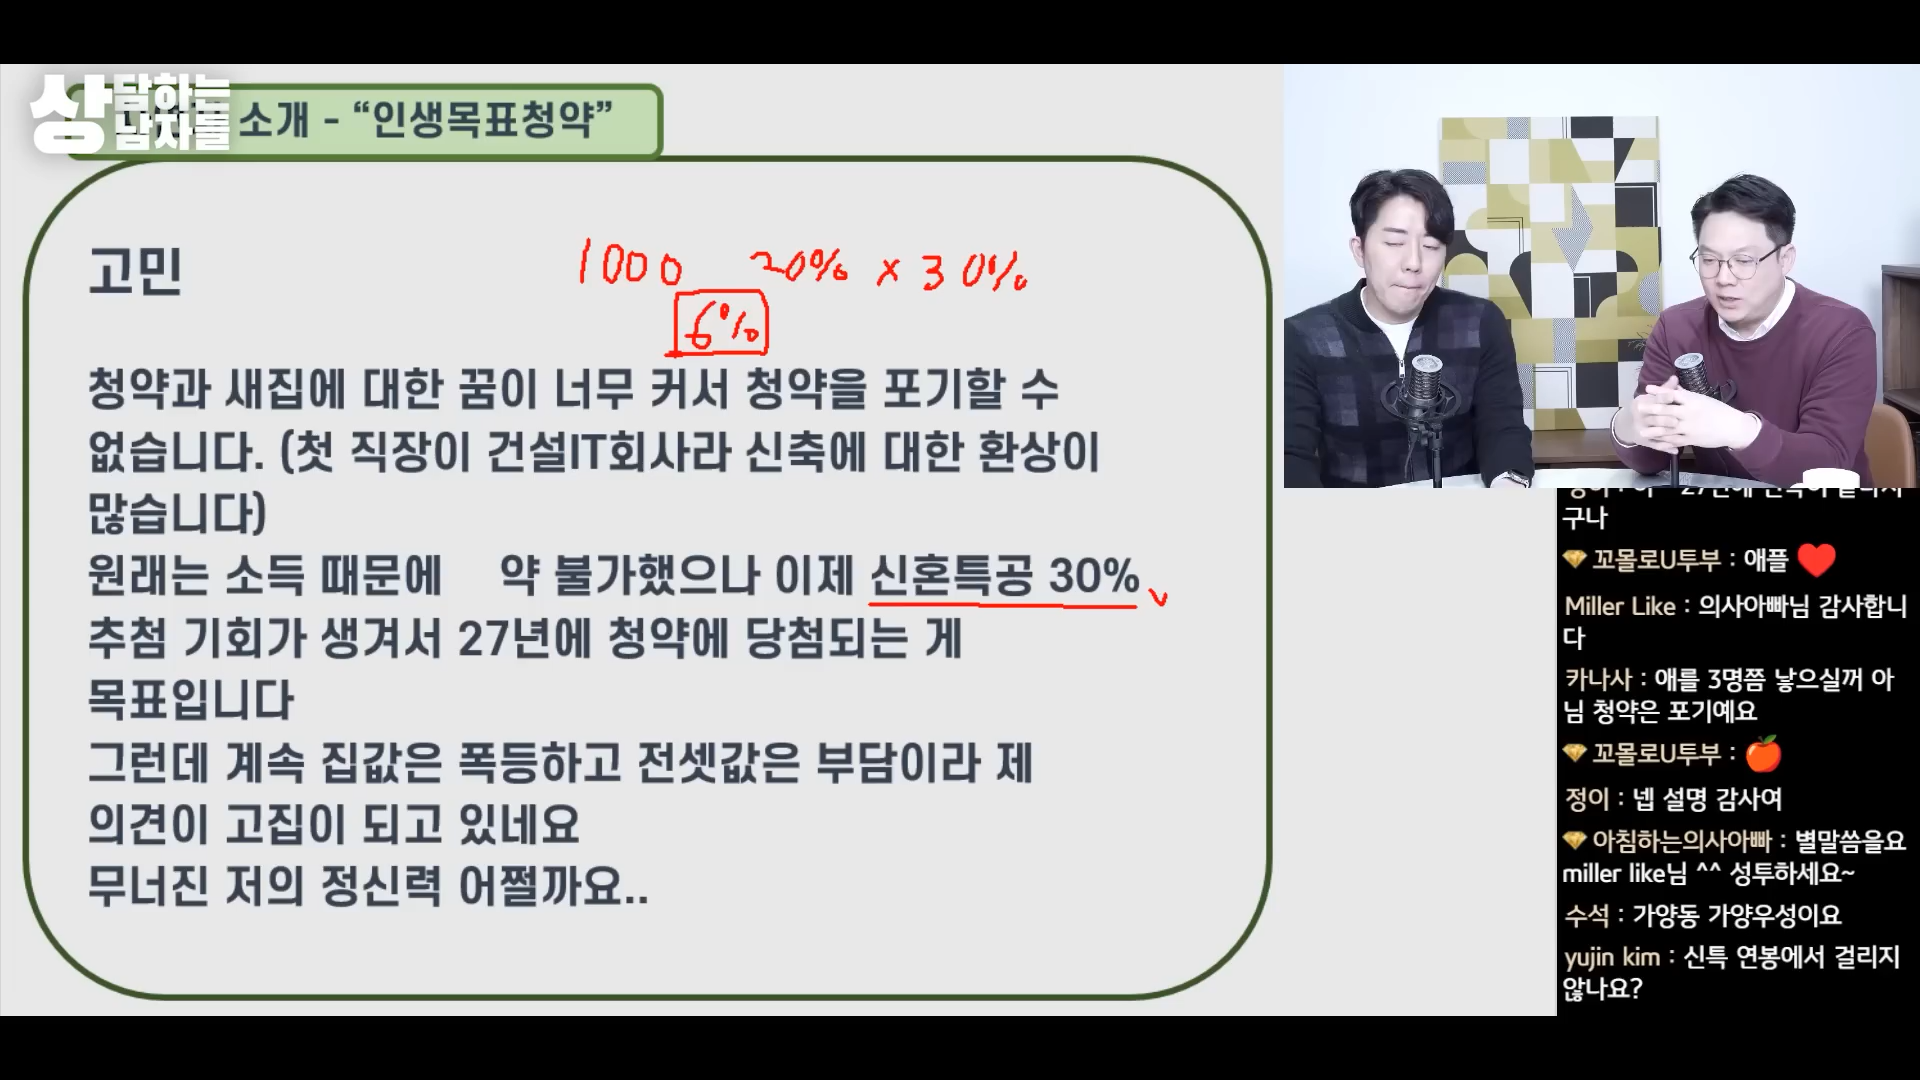 상담하는
남자들
소개 - “인생목표청약”
고민
1000 20% x 30%
6%
청약과 새집에 대한 꿈이 너무 커서 청약을 포기할 수
없습니다. (첫 직장이 건설IT회사라 신축에 대한 환상이
많습니다)
원래는 소득 때문에 약 불가했으나 이제 신혼특공 30%
추첨 기회가 생겨서 27년에 청약에 당첨되는 게
목표입니다
그런데 계속 집값은 폭등하고 전셋값은 부담이라 제
의견이 고집이 되고 있네요
무너진 저의 정신력 어쩔까요..
구나
꼬몰로U투부 : 애플 ❤️
Miller Like : 의사아빠님 감사합니
다
카나사 : 애를 3명쯤 낳으실꺼 아
님 청약은 포기예요
꼬몰로U투부 : 🍎
정이 : 넵 설명 감사여
아침하는의사아빠 : 별말씀을요
miller like님 ^^ 성투하세요~
수석 : 가양동 가양우성이요
yujin kim : 신특 연봉에서 걸리지
않나요?